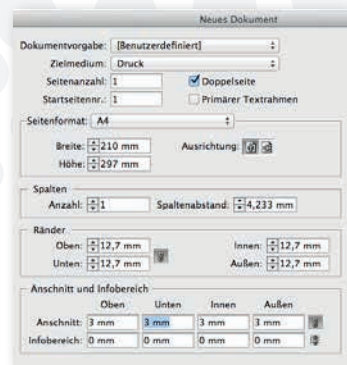 Neues Dokument
Dokumentvorgabe: [Benutzerdefiniert]
Zielmedium: Druck
Seitenanzahl: 1 Doppelseite
Startseitennr.: 1 Primärer Textrahmen
Seitenformat: A4
Breite: 210 mm Ausrichtung:
Höhe: 297 mm
Spalten
Anzahl: 1 Spaltenabstand: 4,233 mm
Ränder
Oben: 12,7 mm Innen: 12,7 mm
Unten: 12,7 mm Außen: 12,7 mm
Anschnitt und Infobereich
Oben Unten Innen Außen
Anschnitt: 3 mm 3 mm 3 mm 3 mm
Infobereich: 0 mm 0 mm 0 mm 0 mm